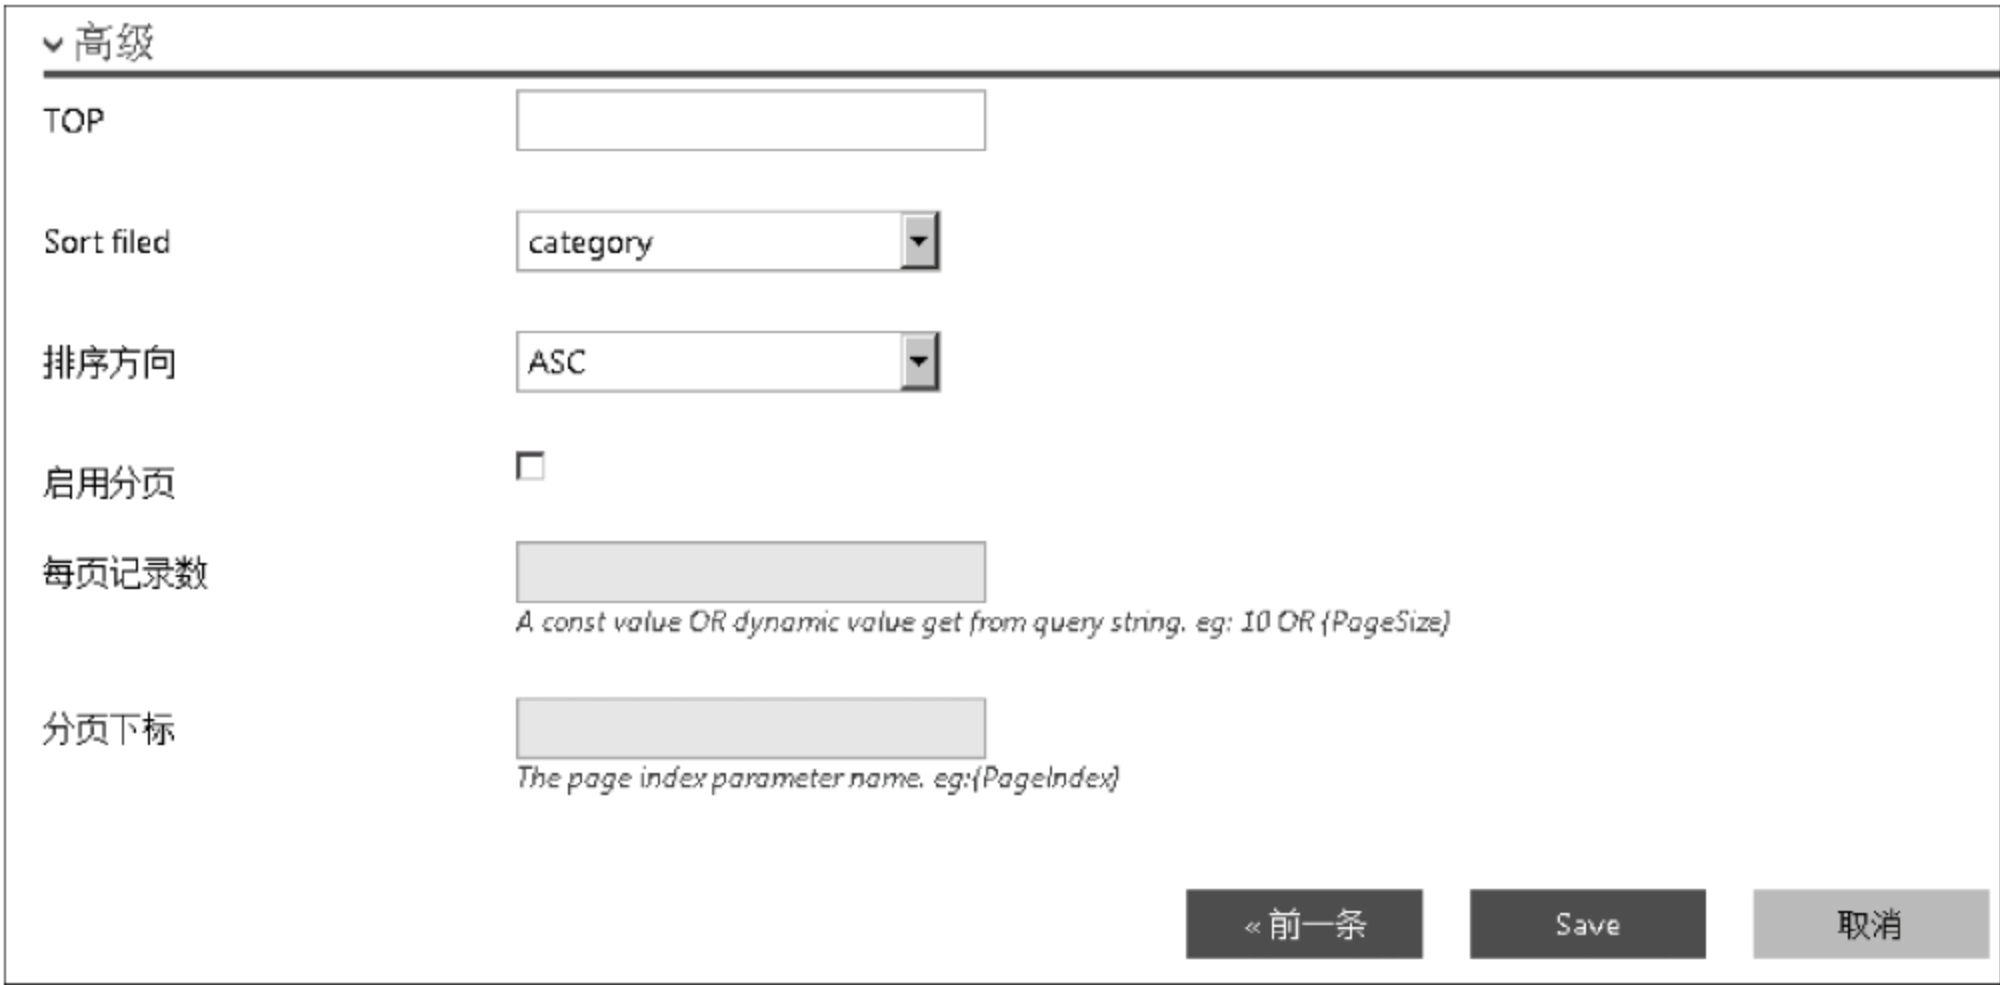 高级
TOP
Sort filed
category
排序方向
ASC
启用分页
每页记录数
A const value OR dynamic value get from query string. eg: 10 OR {PageSize}
分页下标
The page index parameter name. eg:{PageIndex}
« 前一条
Save
取消